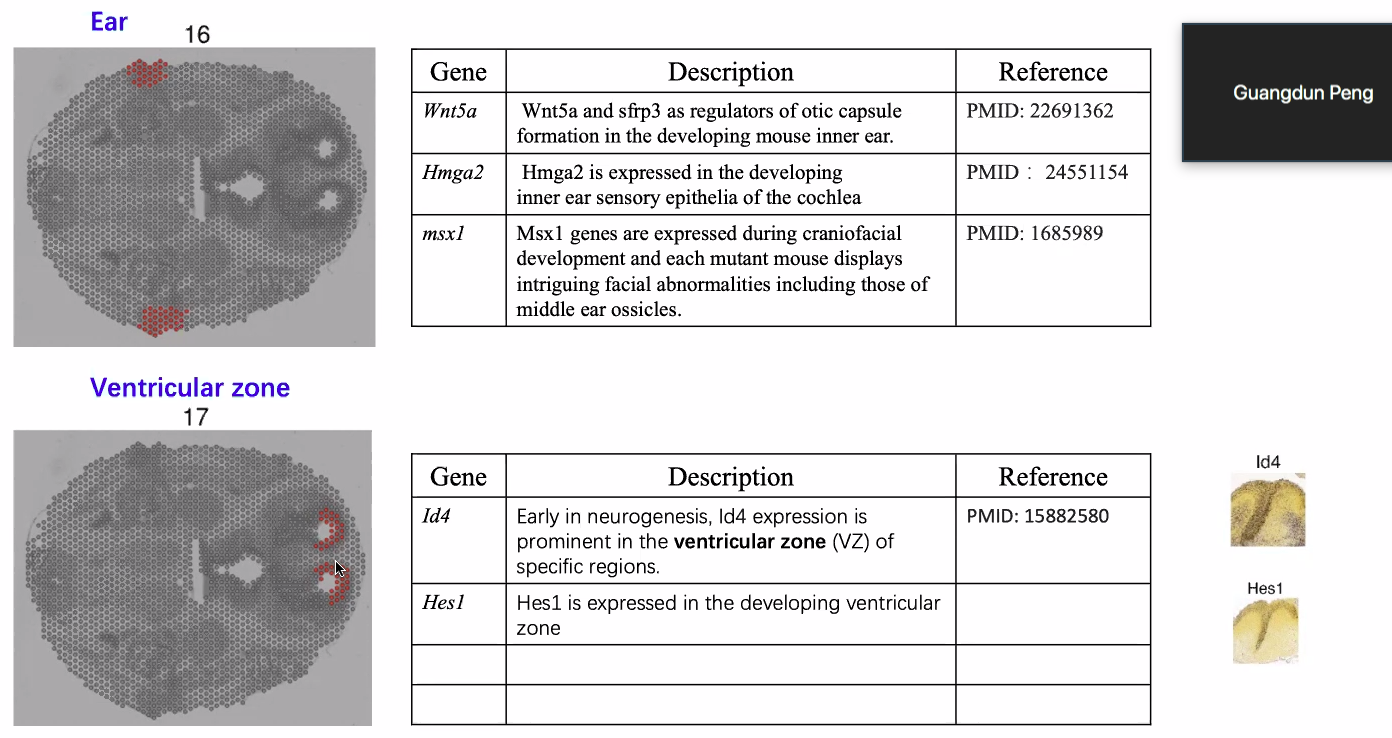 Ear
16
Gene Description Reference
Wnt5a Wnt5a and sfrp3 as regulators of otic capsule PMID: 22691362
formation in the developing mouse inner ear.
Hmga2 Hmga2 is expressed in the developing PMID： 24551154
inner ear sensory epithelia of the cochlea
msx1 Msx1 genes are expressed during craniofacial PMID: 1685989
development and each mutant mouse displays
intriguing facial abnormalities including those of
middle ear ossicles.
Guangdun Peng
Ventricular zone
17
Gene Description Reference
Id4 Early in neurogenesis, Id4 expression is PMID: 15882580
prominent in the ventricular zone (VZ) of
specific regions.
Hes1 Hes1 is expressed in the developing ventricular
zone
Id4
Hes1